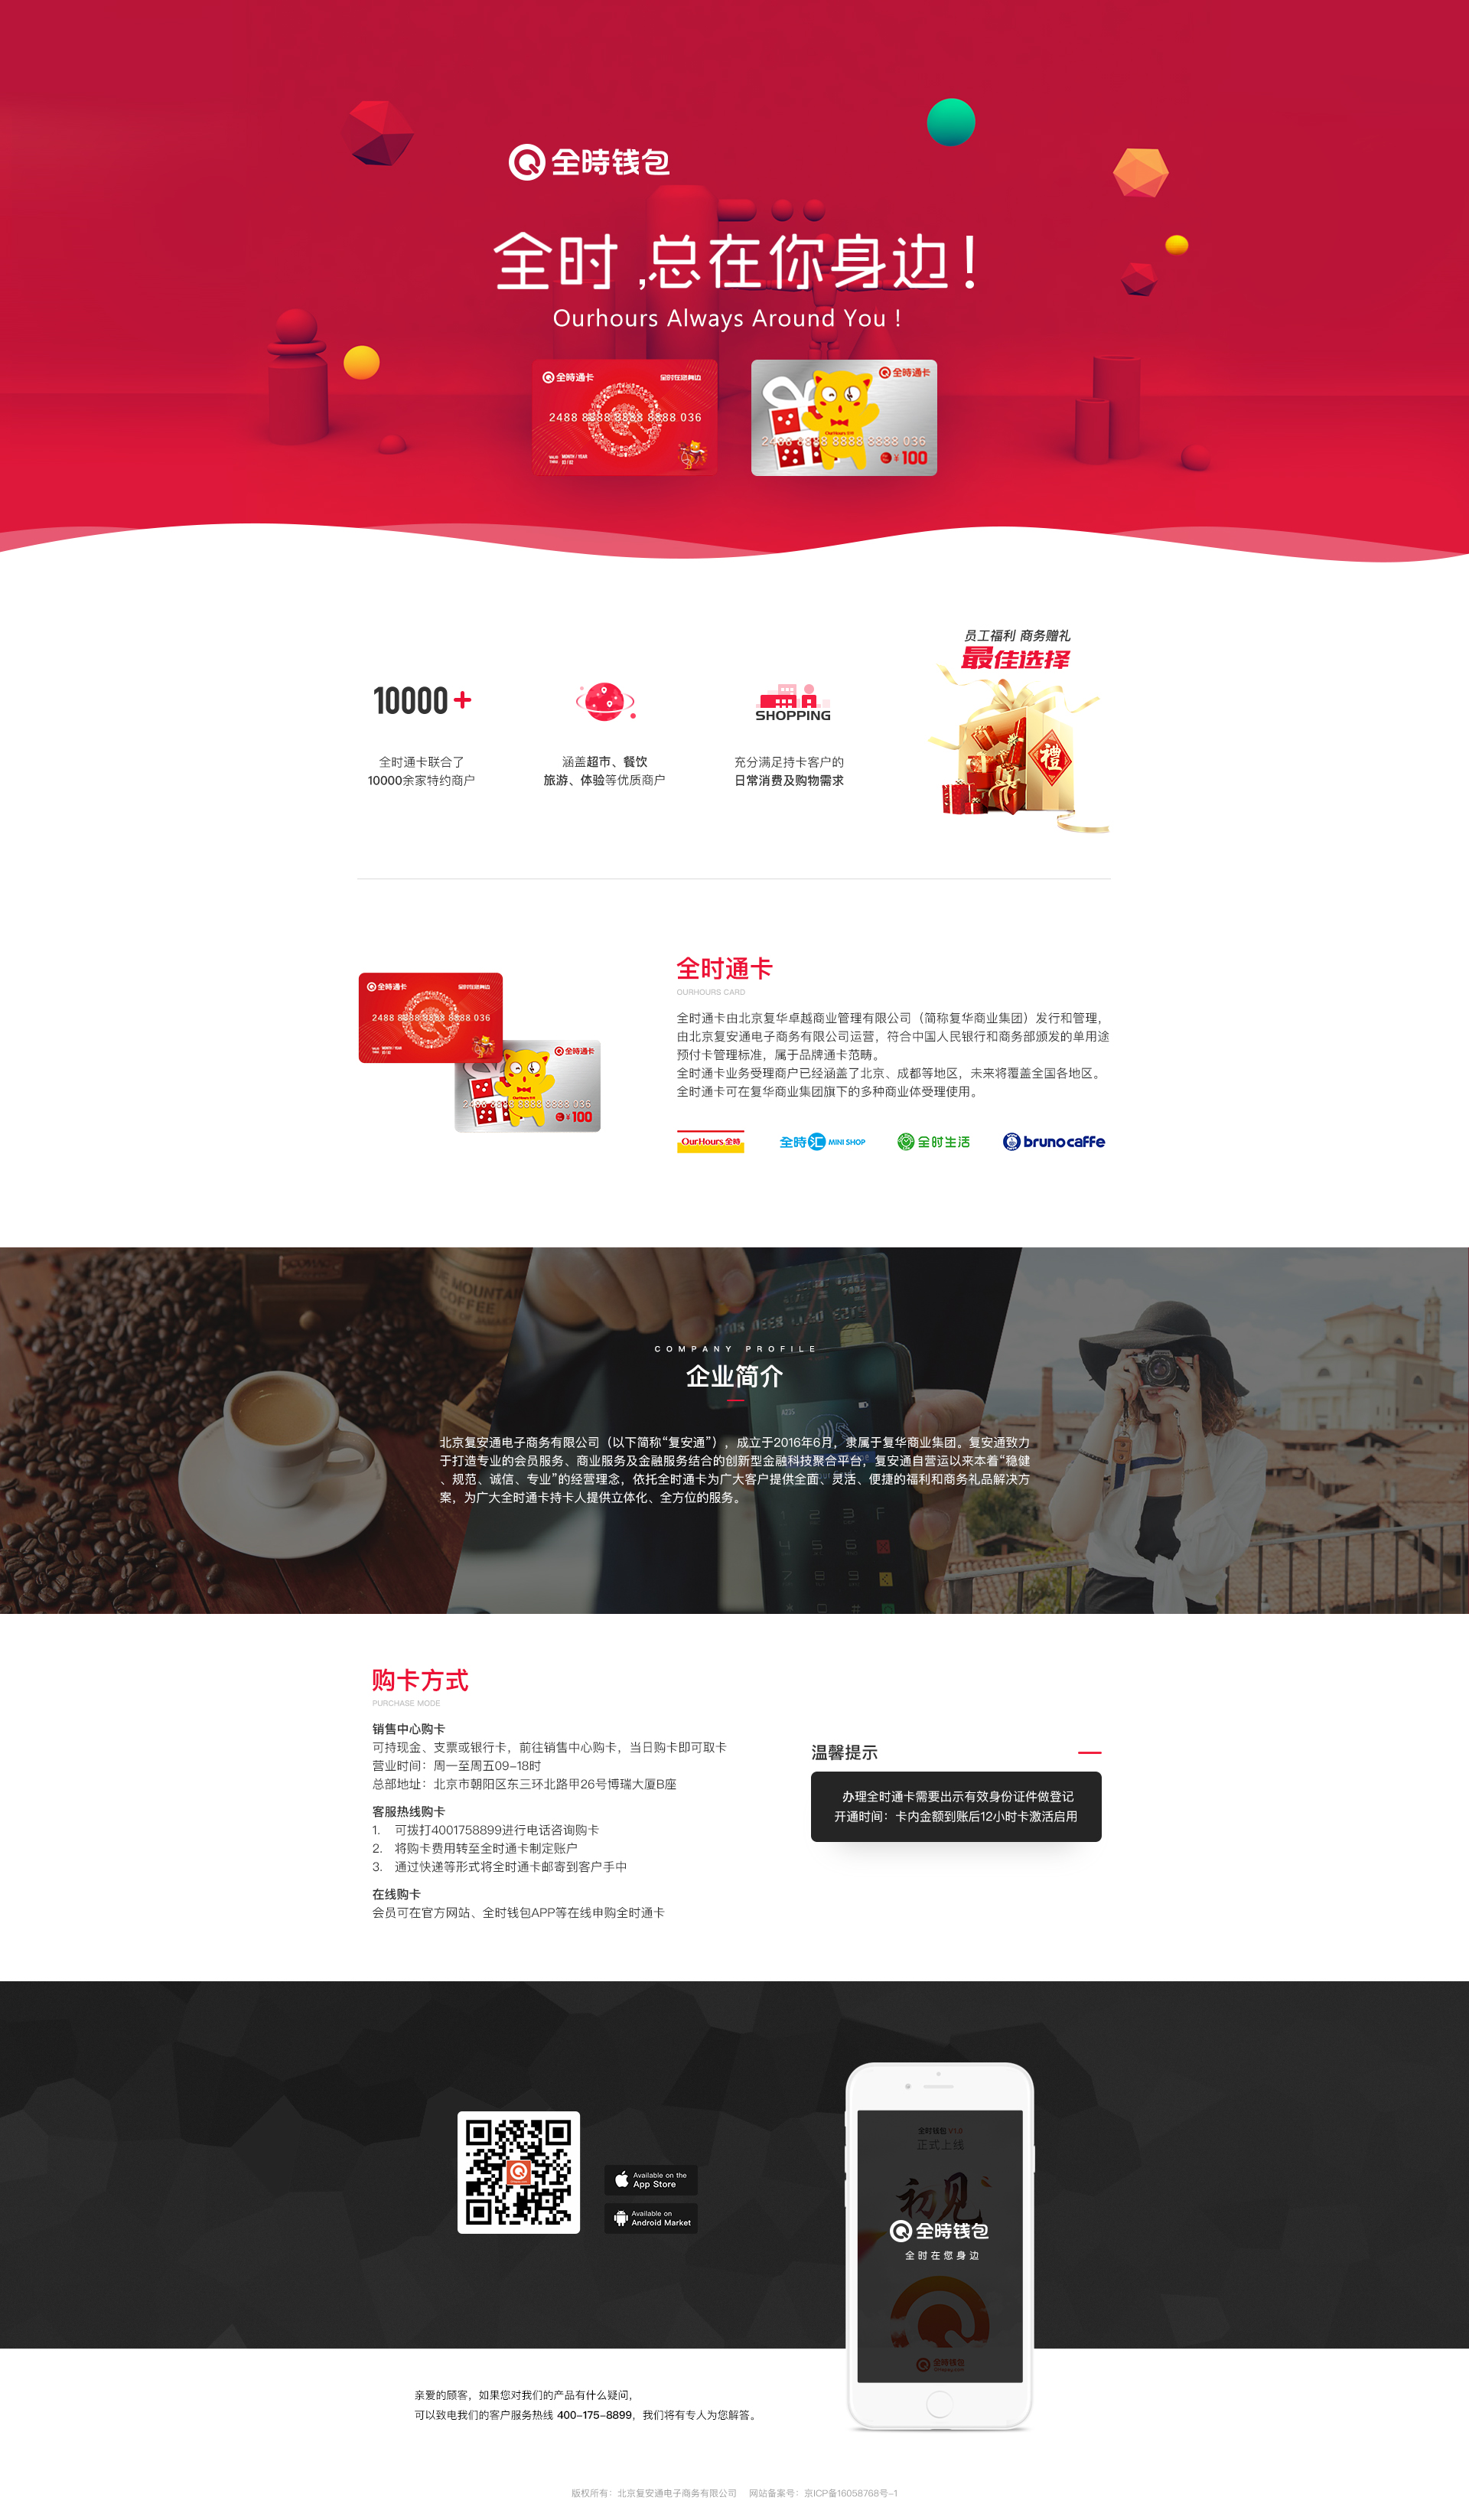 全時钱包
全时,总在你身边!
Ourhours Always Around You !
全時通卡
全时在您身边
2488 8888 8888 8888 036
MONTH / YEAR
全時通卡
2488 8888 8888 8888 036
¥100
员工福利 商务赠礼
最佳选择
禮
10000+
SHOPPING
全时通卡联合了
10000余家特约商户
涵盖超市、餐饮
旅游、体验等优质商户
充分满足持卡客户的
日常消费及购物需求
全時通卡
全时在您身边
2488 8888 8888 8888 036
MONTH / YEAR
全時通卡
2488 8888 8888 8888 036
¥100
全时通卡
OURHOURS CARD
全时通卡由北京复华卓越商业管理有限公司（简称复华商业集团）发行和管理，
由北京复安通电子商务有限公司运营，符合中国人民银行和商务部颁发的单用途
预付卡管理标准，属于品牌通卡范畴。
全时通卡业务受理商户已经涵盖了北京、成都等地区，未来将覆盖全国各地区。
全时通卡可在复华商业集团旗下的多种商业体受理使用。
OurHours 全時
全時汇 MINI SHOP
全时生活
bruno caffe
BLUE MOUNTAIN
COFFEE
COMPANY PROFILE
企业简介
北京复安通电子商务有限公司（以下简称“复安通”），成立于2016年6月，隶属于复华商业集团。复安通致力
于打造专业的会员服务、商业服务及金融服务结合的创新型金融科技聚合平台，复安通自营运以来本着“稳健
、规范、诚信、专业”的经营理念，依托全时通卡为广大客户提供全面、灵活、便捷的福利和商务礼品解决方
案，为广大全时通卡持卡人提供立体化、全方位的服务。
购卡方式
PURCHASE MODE
销售中心购卡
可持现金、支票或银行卡，前往销售中心购卡，当日购卡即可取卡
营业时间：周一至周五09-18时
总部地址：北京市朝阳区东三环北路甲26号博瑞大厦B座
客服热线购卡
1. 可拨打4001758899进行电话咨询购卡
2. 将购卡费用转至全时通卡制定账户
3. 通过快递等形式将全时通卡邮寄到客户手中
在线购卡
会员可在官方网站、全时钱包APP等在线申购全时通卡
温馨提示
办理全时通卡需要出示有效身份证件做登记
开通时间：卡内金额到账后12小时卡激活启用
Available on the
App Store
Available on
Android Market
全时钱包 V1.0
正式上线
初见
全時钱包
全时在您身边
全時钱包
亲爱的顾客，如果您对我们的产品有什么疑问，
可以致电我们的客户服务热线 400-175-8899，我们将有专人为您解答。
版权所有：北京复安通电子商务有限公司 网站备案号：京ICP备16058768号-1